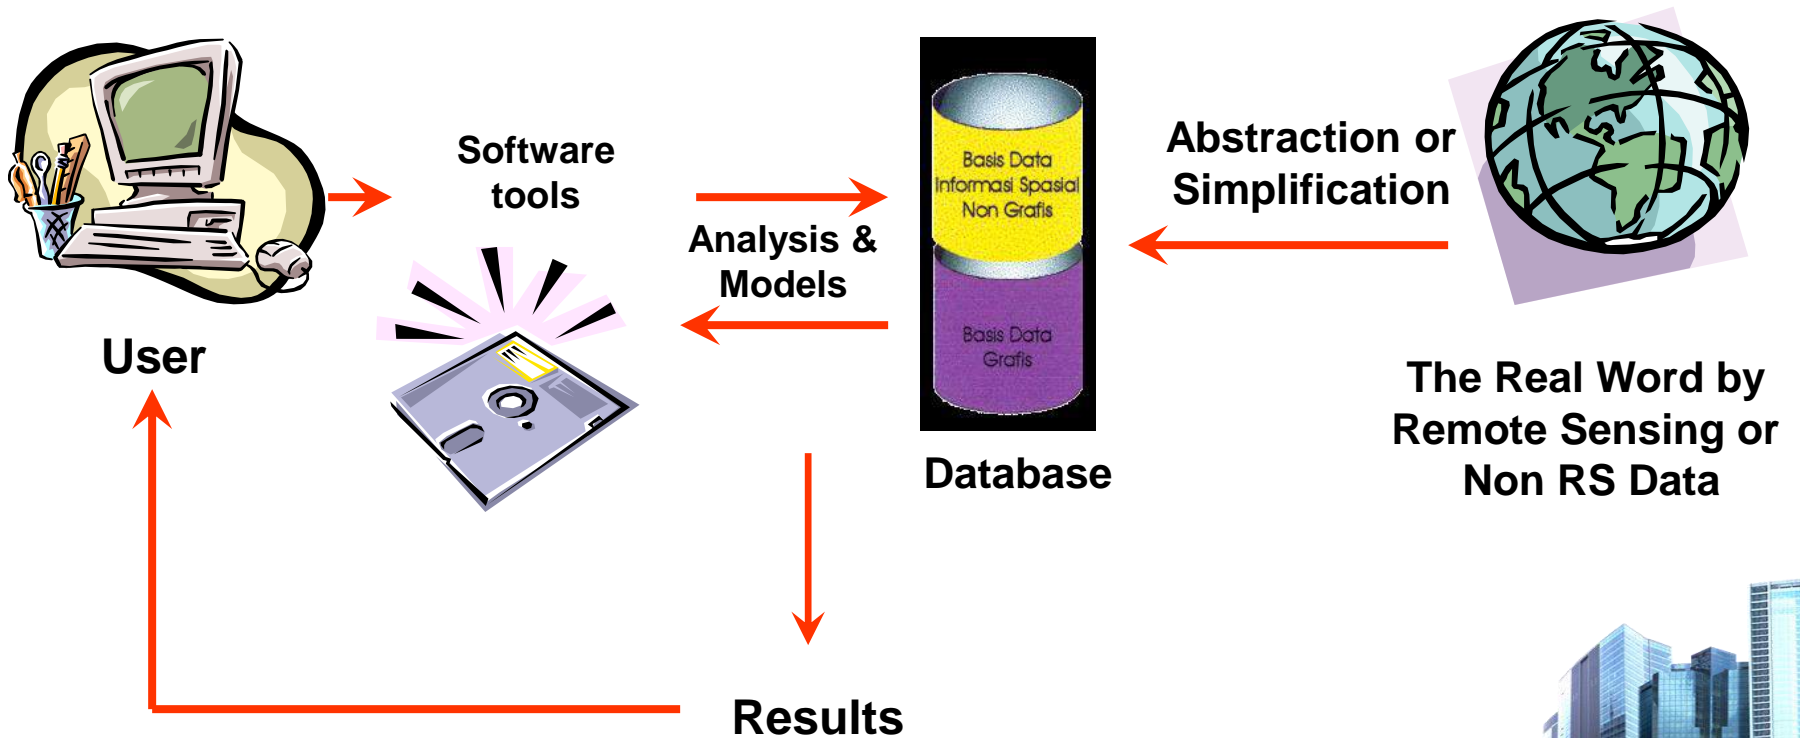 Software
tools
Analysis &
Models
User
Basis Data
Informasi Spasial
Non Grafis
Basis Data
Grafis
Database
Abstraction or
Simplification
The Real Word by
Remote Sensing or
Non RS Data
Results